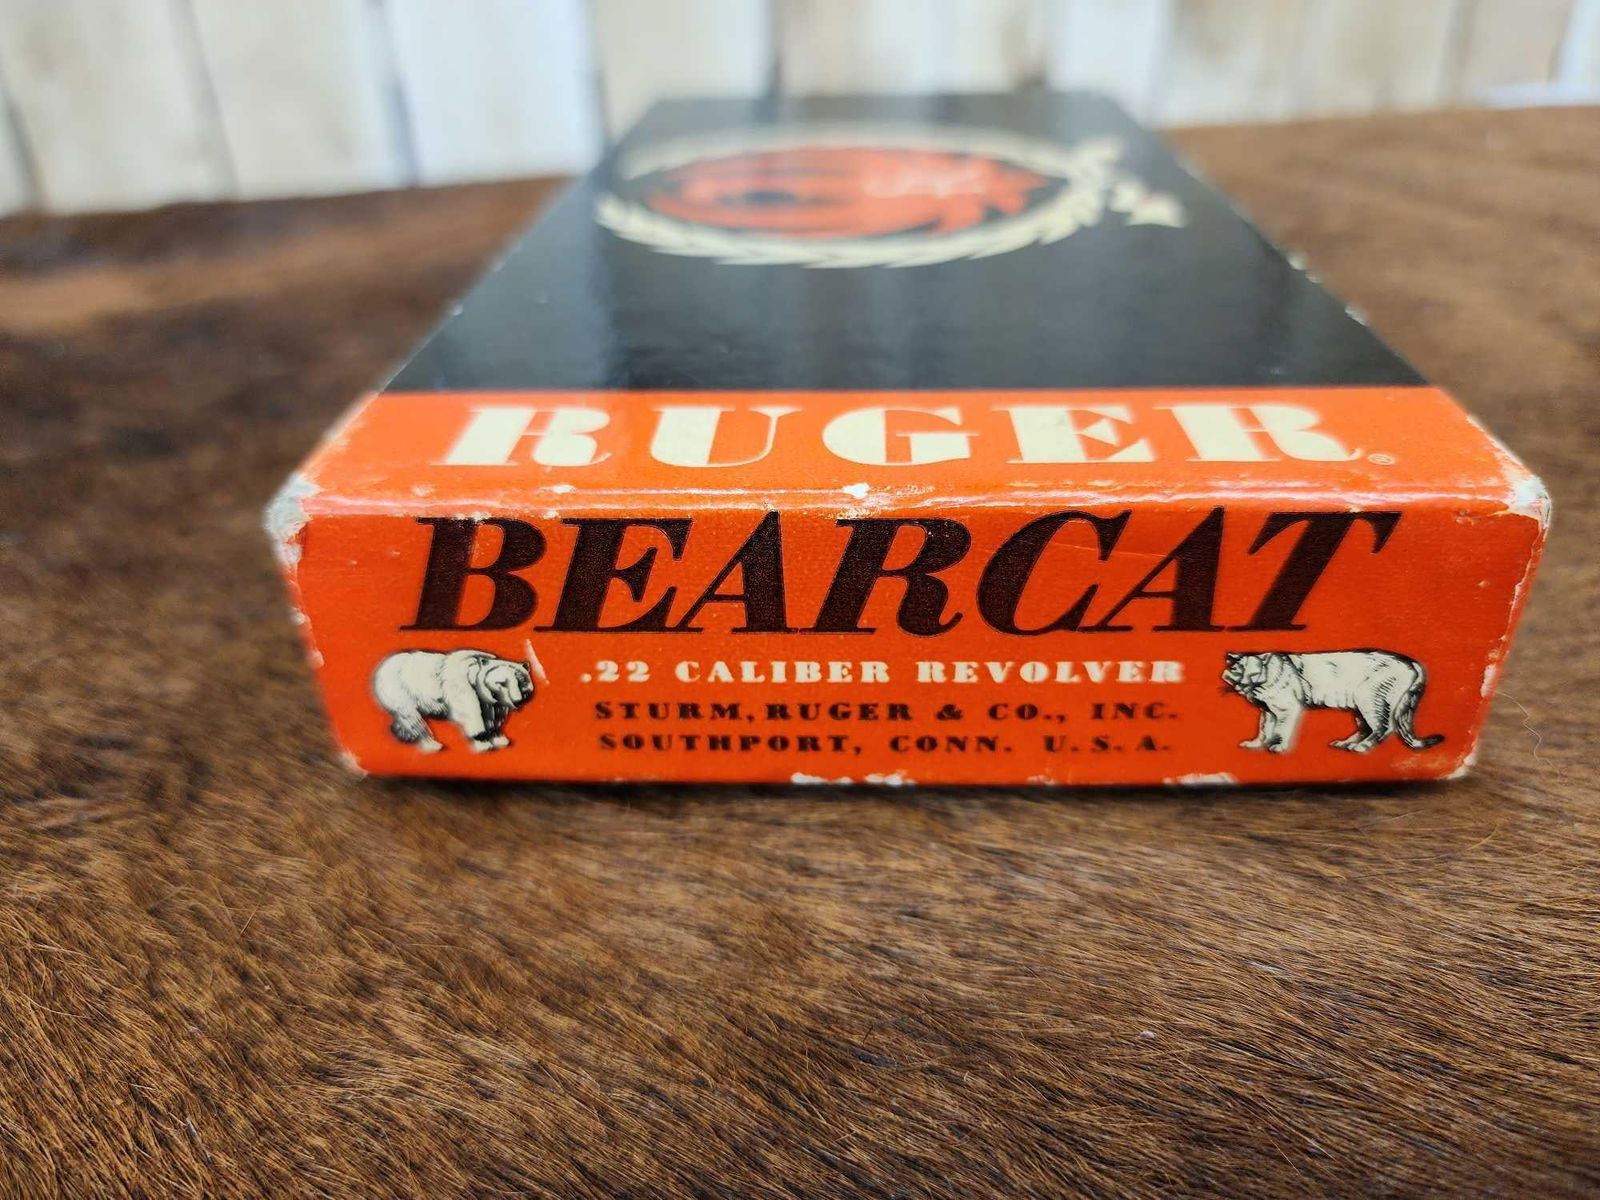 RUGER®
BEARCAT
.22 CALIBER REVOLVER
STURM, RUGER & CO., INC.
SOUTHPORT, CONN. U.S.A.